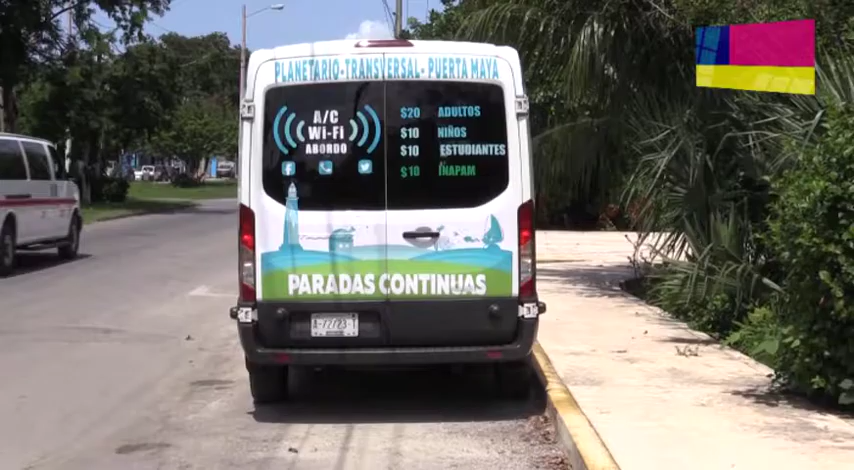 PLANETARIO-TRANSVERSAL-PUERTA MAYA
A/C
Wi-Fi
ABORDO
$20 ADULTOS
$10 NIÑOS
$10 ESTUDIANTES
$10 INAPAM
PARADAS CONTINUAS